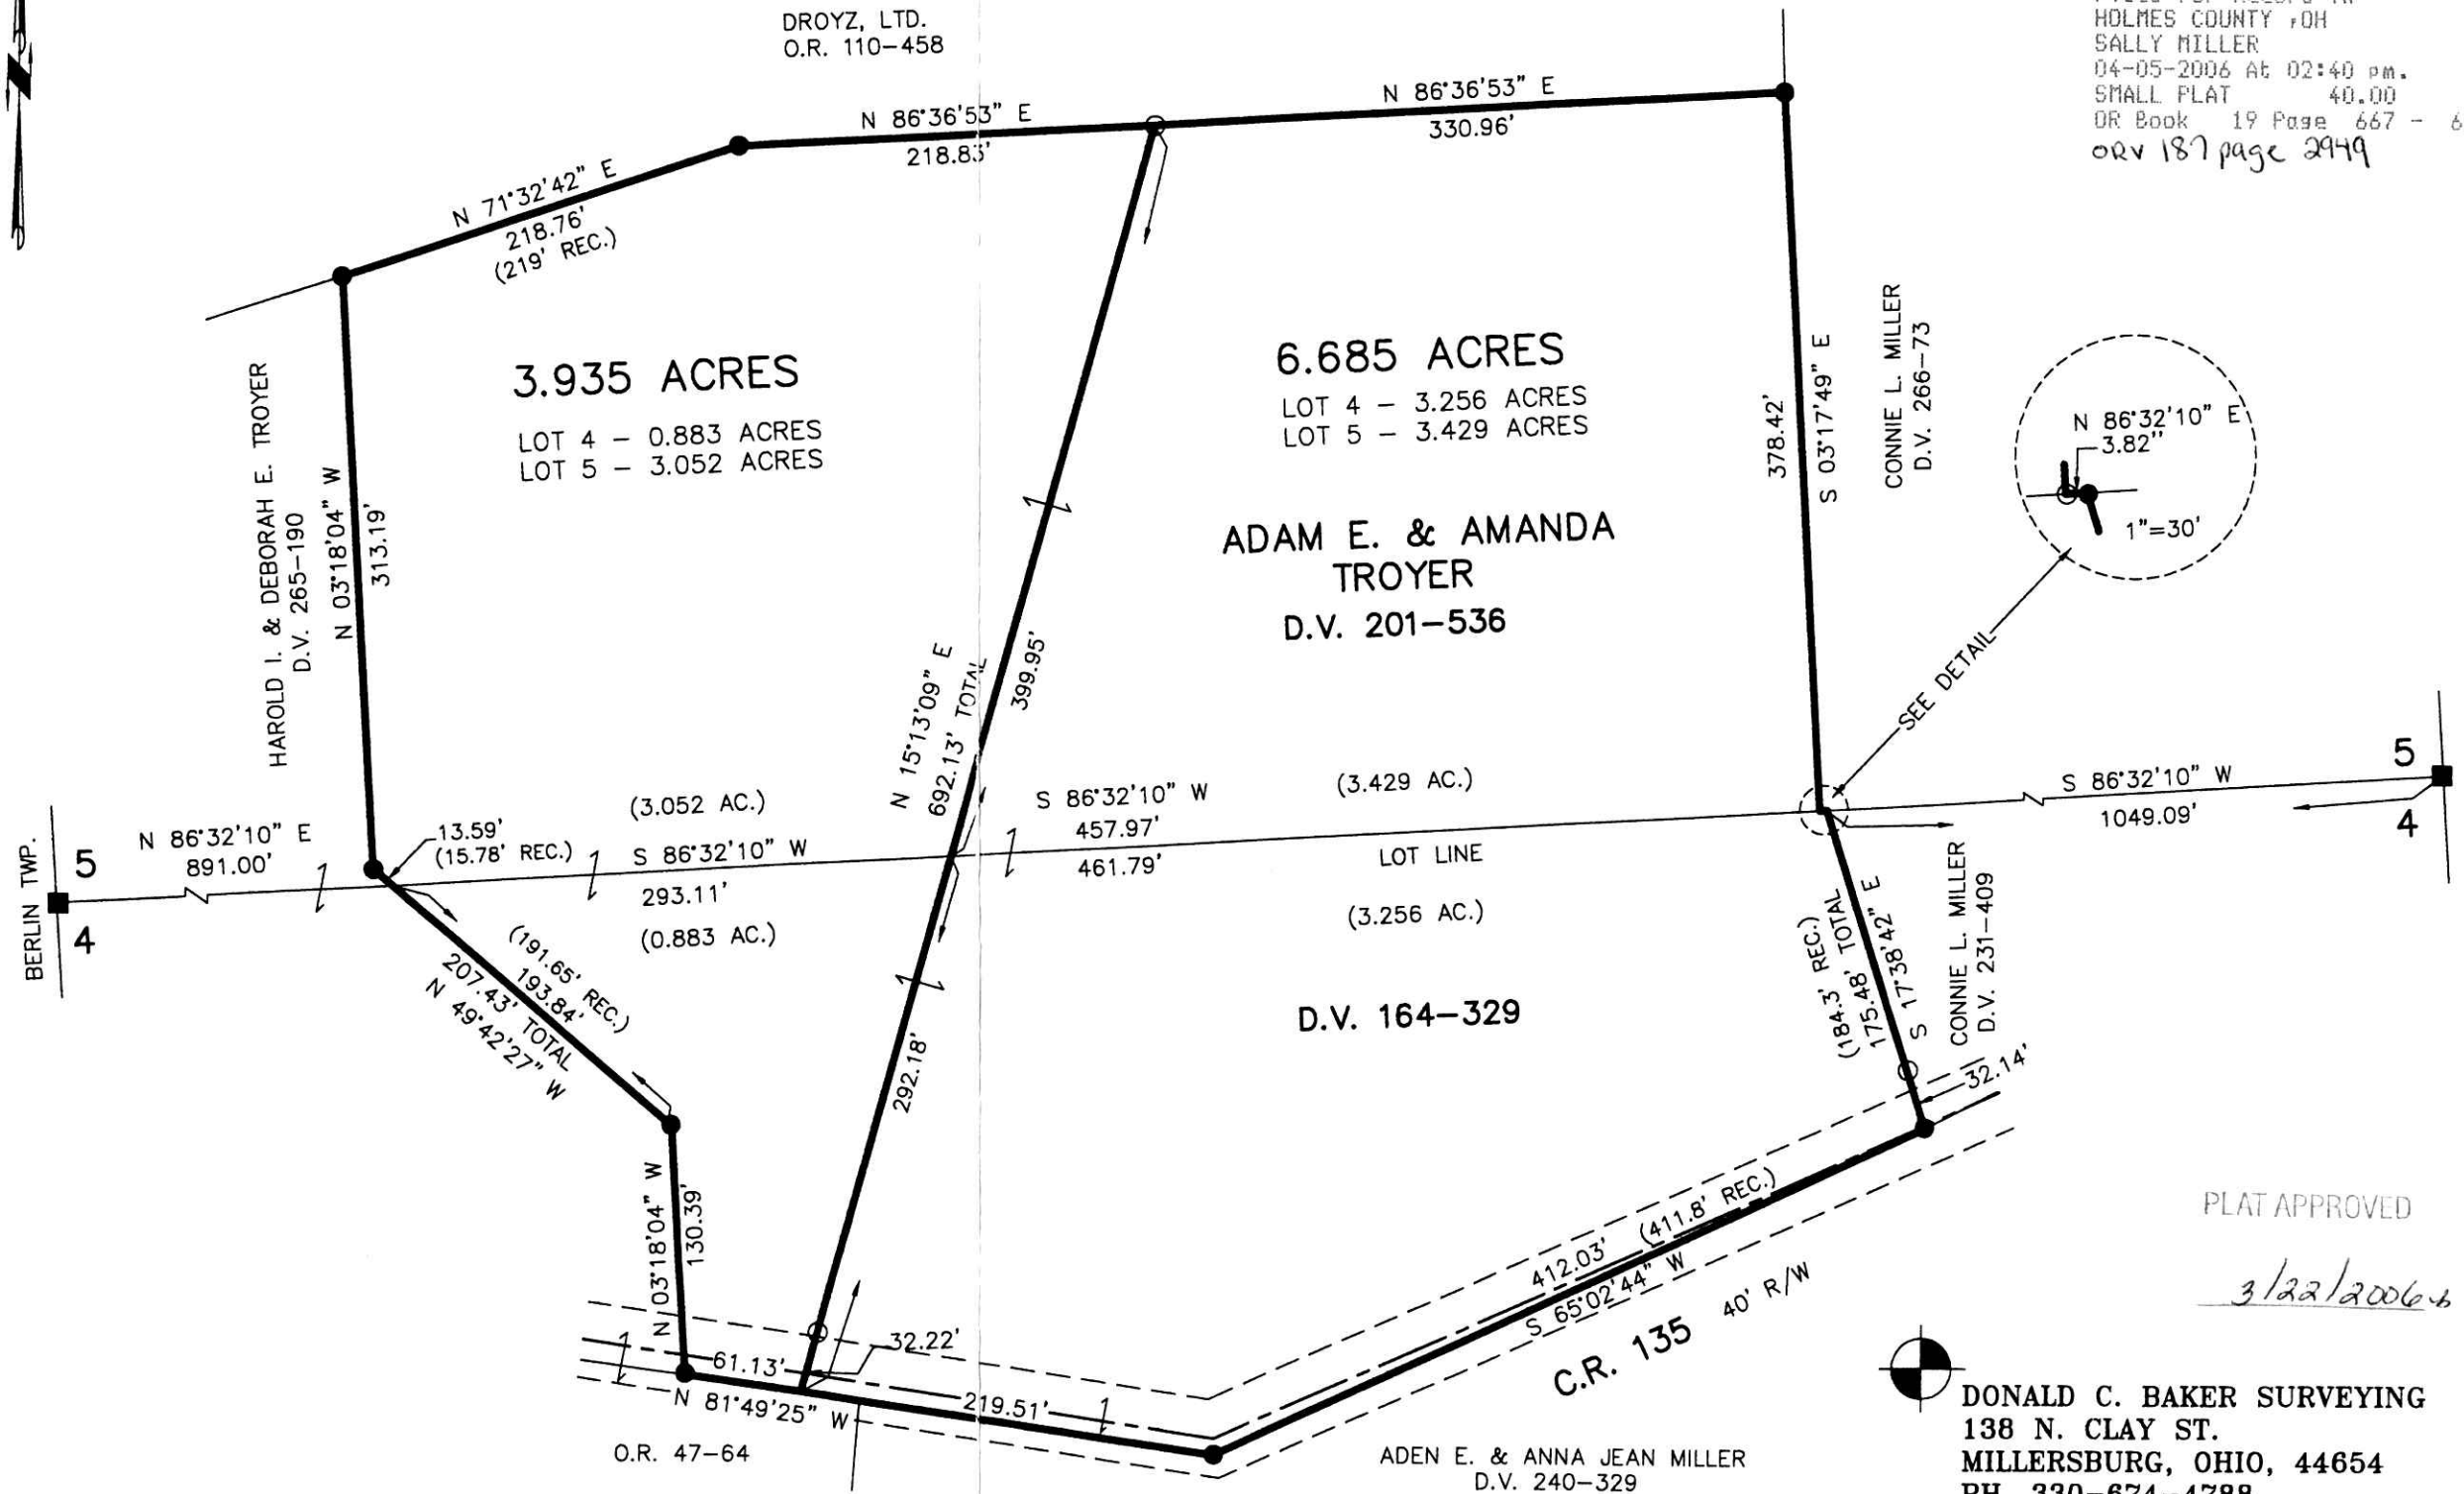 DROYZ, LTD.
O.R. 110-458
HOLMES COUNTY ,OH
SALLY MILLER
04-05-2006 At 02:40 pm.
SMALL PLAT 40.00
OR Book 19 Page 667 - 6
ORV 187 page 2949
N 86°36'53" E
330.96'
N 86°36'53" E
218.83'
N 71°32'42" E
218.76'
(219' REC.)
3.935 ACRES
LOT 4 - 0.883 ACRES
LOT 5 - 3.052 ACRES
6.685 ACRES
LOT 4 - 3.256 ACRES
LOT 5 - 3.429 ACRES
ADAM E. & AMANDA
TROYER
D.V. 201-536
HAROLD I. & DEBORAH E. TROYER
D.V. 265-190
N 03°18'04" W
313.19'
378.42'
S 03°17'49" E
CONNIE L. MILLER
D.V. 266-73
N 86°32'10" E
3.82"
1"=30'
SEE DETAIL
N 15°13'09" E
692.13' TOTAL
399.95'
BERLIN TWP.
5
4
N 86°32'10" E
891.00'
13.59'
(15.78' REC.)
(3.052 AC.)
S 86°32'10" W
293.11'
(0.883 AC.)
S 86°32'10" W
457.97'
461.79'
(3.429 AC.)
LOT LINE
(3.256 AC.)
S 86°32'10" W
1049.09'
5
4
(191.65' REC.)
193.84'
207.43' TOTAL
N 49°42'27" W
292.18'
D.V. 164-329
(184.3' REC.)
175.48' TOTAL
S 17°38'42" E
CONNIE L. MILLER
D.V. 231-409
32.14'
N 03°18'04" W
130.39'
61.13'
32.22'
219.51'
N 81°49'25" W
O.R. 47-64
412.03' (411.8' REC.)
S 65°02'44" W
C.R. 135 40' R/W
ADEN E. & ANNA JEAN MILLER
D.V. 240-329
PLAT APPROVED
3/22/2006
DONALD C. BAKER SURVEYING
138 N. CLAY ST.
MILLERSBURG, OHIO, 44654
PH. 330-674-4788